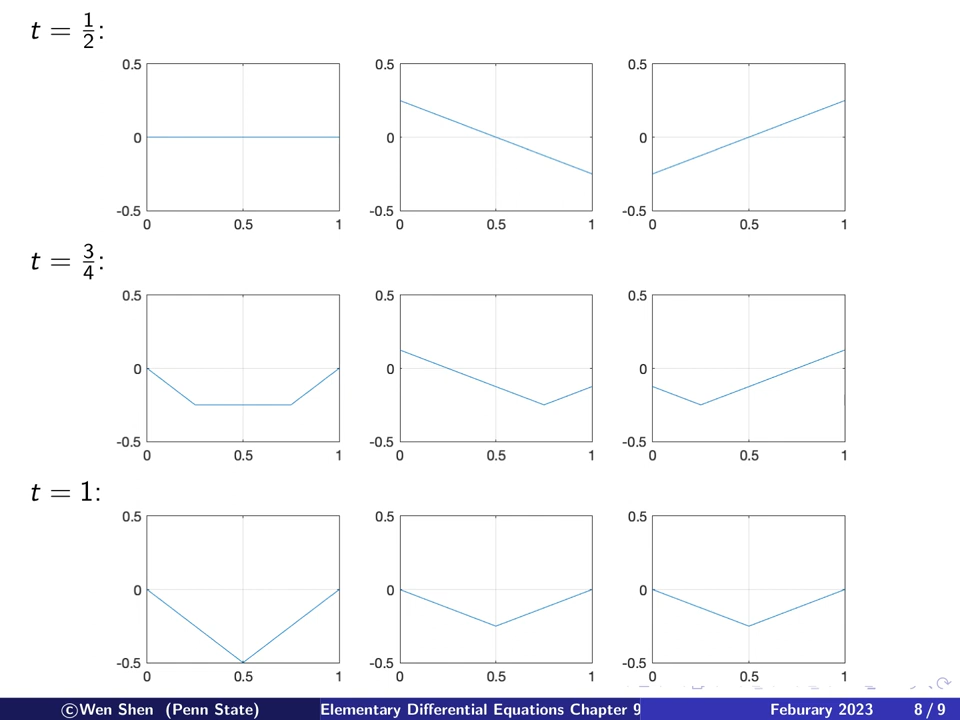 t = 1/2:
0.5 0.5 0.5
0 0 0
-0.5 -0.5 -0.5
0 0.5 1 0 0.5 1 0 0.5 1
t = 3/4:
0.5 0.5 0.5
0 0 0
-0.5 -0.5 -0.5
0 0.5 1 0 0.5 1 0 0.5 1
t = 1:
0.5 0.5 0.5
0 0 0
-0.5 -0.5 -0.5
0 0.5 1 0 0.5 1 0 0.5 1
©Wen Shen (Penn State) Elementary Differential Equations Chapter 9 Feburary 2023 8 / 9